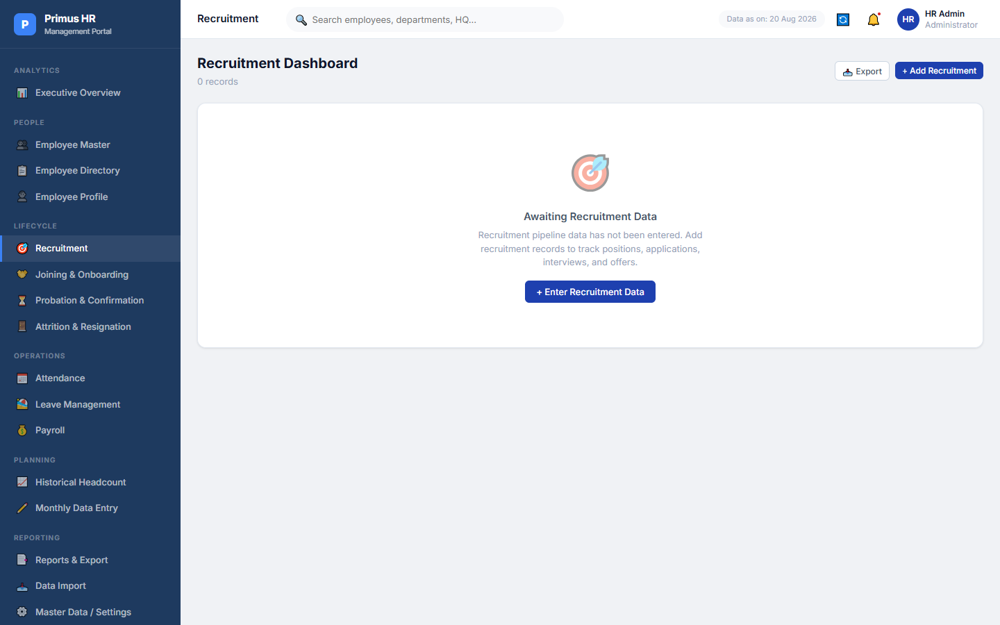 P
Primus HR
Management Portal
ANALYTICS
Executive Overview
PEOPLE
Employee Master
Employee Directory
Employee Profile
LIFECYCLE
Recruitment
Joining & Onboarding
Probation & Confirmation
Attrition & Resignation
OPERATIONS
Attendance
Leave Management
Payroll
PLANNING
Historical Headcount
Monthly Data Entry
REPORTING
Reports & Export
Data Import
Master Data / Settings
Recruitment
Search employees, departments, HQ...
Data as on: 20 Aug 2026
HR
HR Admin
Administrator
Recruitment Dashboard
0 records
Export
+ Add Recruitment
Awaiting Recruitment Data
Recruitment pipeline data has not been entered. Add
recruitment records to track positions, applications,
interviews, and offers.
+ Enter Recruitment Data